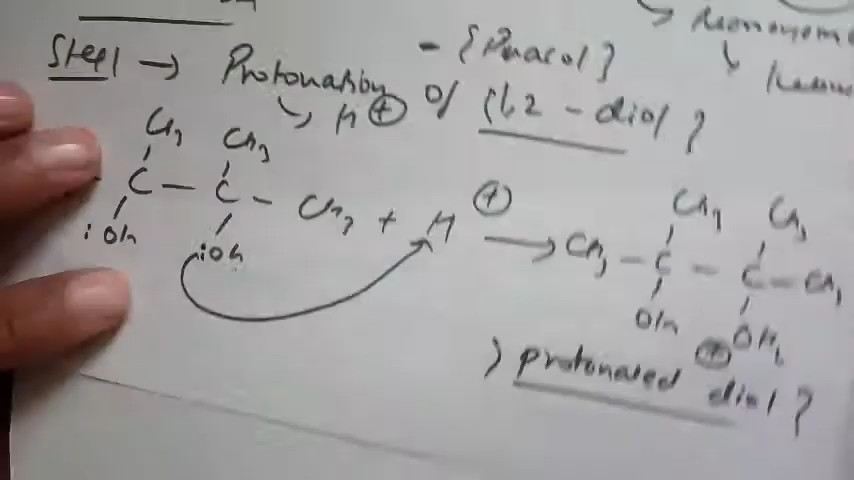 Step1 → Protonation of {1,2-diol}
↳ H⊕ - {Pinacol}
CH3 CH3 CH3 CH3
C — C — CH3 + H ⊕ → CH3 — C — C — CH3
:OH :OH OH ⊕OH2
} protonated diol }